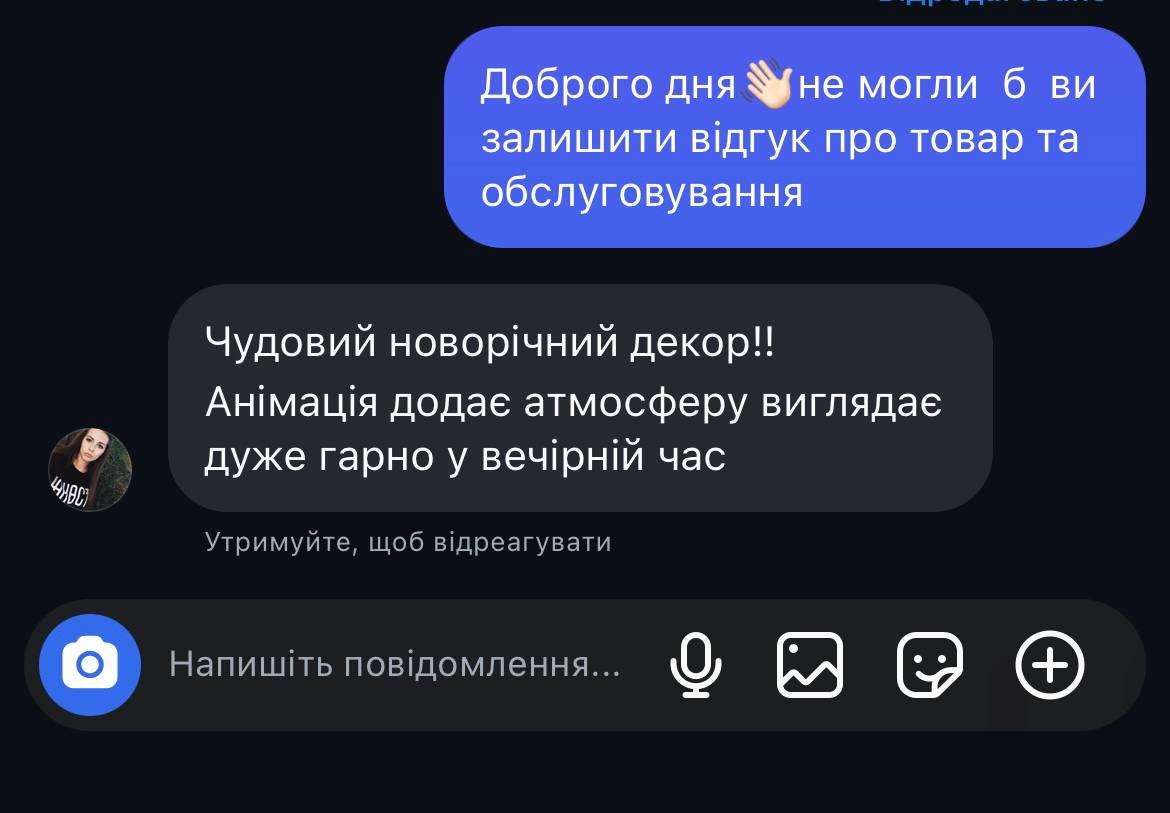 Доброго дня👋🏻не могли б ви
залишити відгук про товар та
обслуговування
Чудовий новорічний декор!!
Анімація додає атмосферу виглядає
дуже гарно у вечірній час
Утримуйте, щоб відреагувати
Напишіть повідомлення...